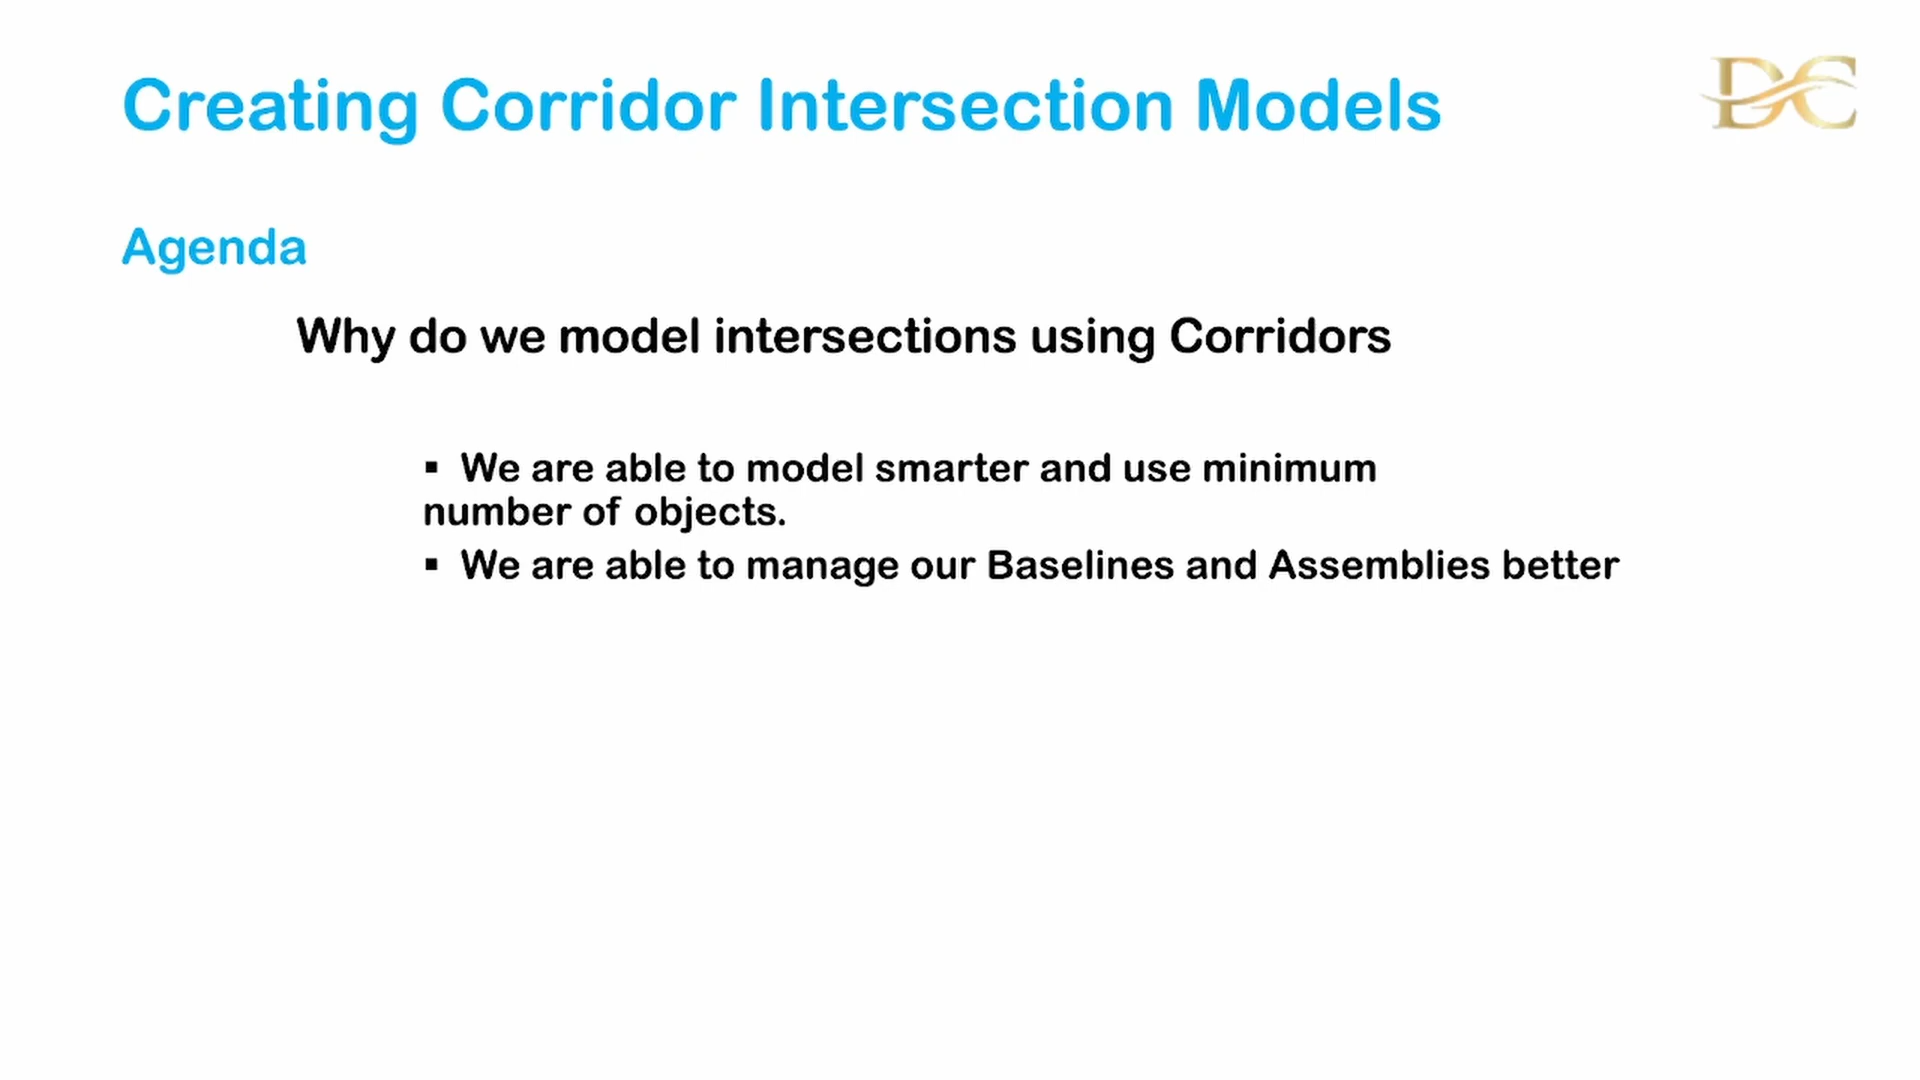 Creating Corridor Intersection Models
DC
Agenda
Why do we model intersections using Corridors
▪ We are able to model smarter and use minimum
number of objects.
▪ We are able to manage our Baselines and Assemblies better